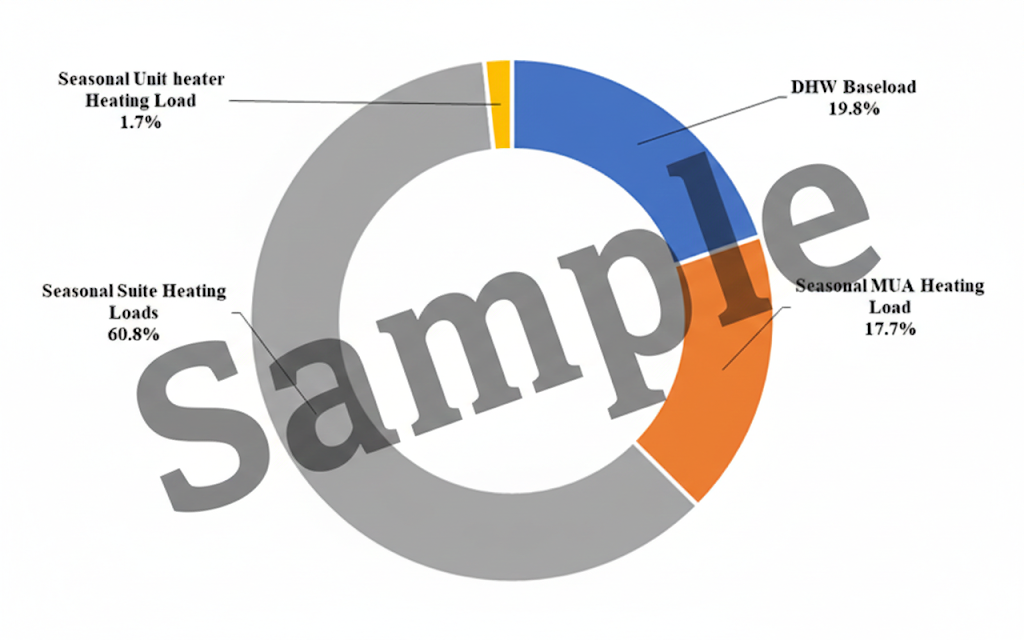 Seasonal Unit heater
Heating Load
1.7%
DHW Baseload
19.8%
Seasonal Suite Heating
Loads
60.8%
Seasonal MUA Heating
Load
17.7%
Sample